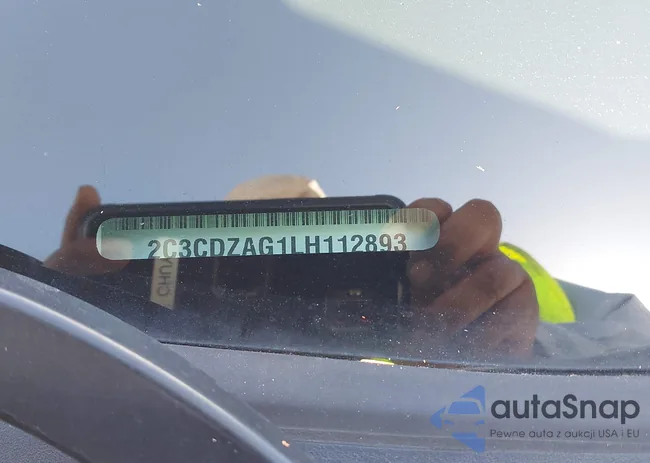 2C3CDZAG1LH112893
autaSnap
Pewne auta z aukcji USA i EU